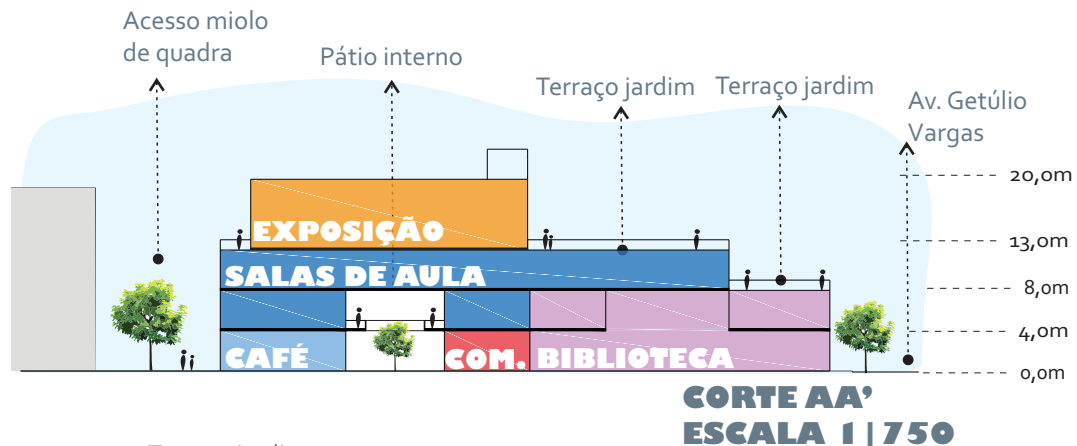 Acesso miolo
de quadra
Pátio interno
Terraço jardim
Terraço jardim
Av. Getúlio
Vargas
20,0m
EXPOSIÇÃO
13,0m
SALAS DE AULA
8,0m
4,0m
CAFÉ
COM.
BIBLIOTECA
0,0m
CORTE AA'
ESCALA 1|750